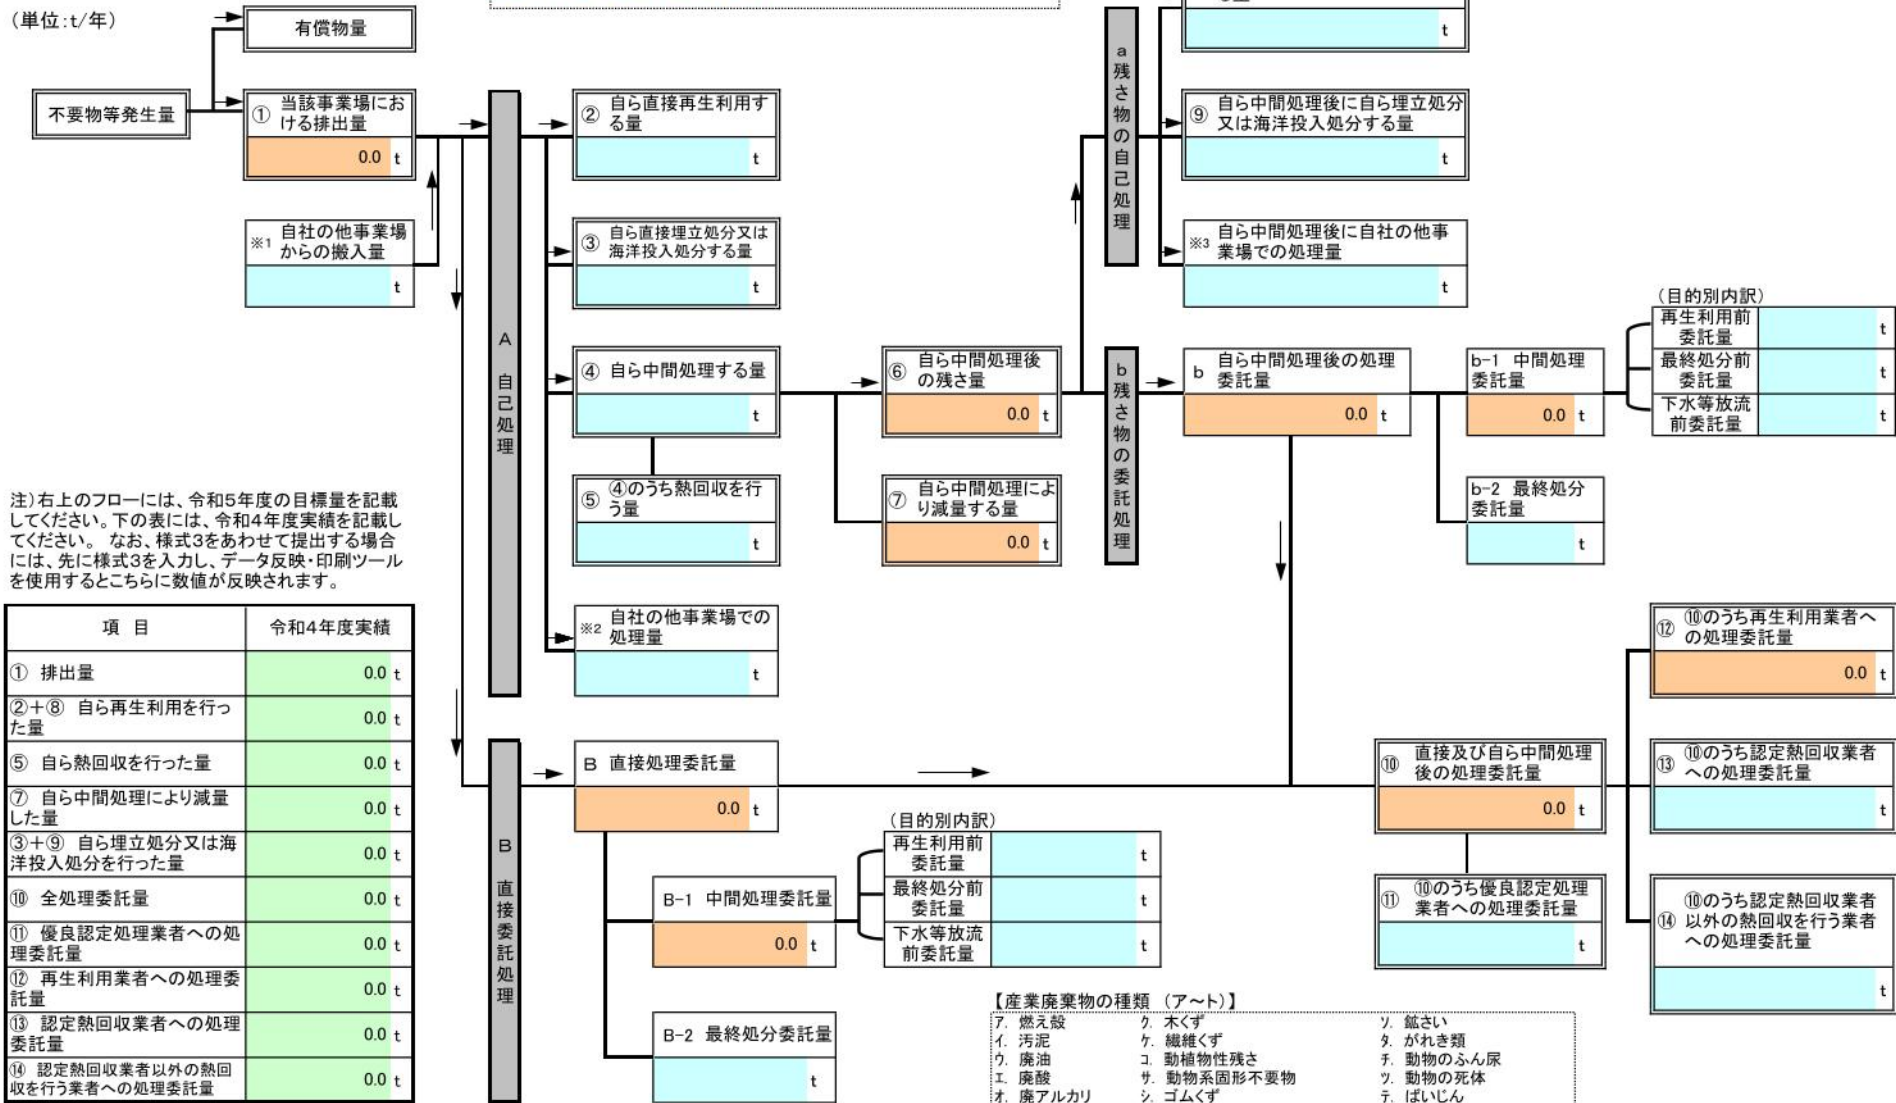 (単位:t/年)
有償物量
不要物等発生量
① 当該事業場にお
ける排出量
0.0 t
※1 自社の他事業場
からの搬入量
t
A 自己処理
② 自ら直接再生利用す
る量
t
③ 自ら直接埋立処分又は
海洋投入処分する量
t
④ 自ら中間処理する量
t
⑤ ④のうち熱回収を行
う量
t
※2 自社の他事業場での
処理量
t
⑥ 自ら中間処理後
の残さ量
0.0 t
⑦ 自ら中間処理によ
り減量する量
0.0 t
a 残さ物の自己処理
t
⑨ 自ら中間処理後に自ら埋立処分
又は海洋投入処分する量
t
※3 自ら中間処理後に自社の他事
業場での処理量
t
b 残さ物の委託処理
b 自ら中間処理後の処理
委託量
0.0 t
b-1 中間処理
委託量
0.0 t
(目的別内訳)
再生利用前
委託量
t
最終処分前
委託量
t
下水等放流
前委託量
t
b-2 最終処分
委託量
t
注)右上のフローには、令和5年度の目標量を記載
してください。下の表には、令和4年度実績を記載し
てください。 なお、様式3をあわせて提出する場合
には、先に様式3を入力し、データ反映・印刷ツール
を使用するとこちらに数値が反映されます。
項 目 令和4年度実績
① 排出量 0.0 t
②+⑧ 自ら再生利用を行っ
た量
0.0 t
⑤ 自ら熱回収を行った量 0.0 t
⑦ 自ら中間処理により減量
した量
0.0 t
③+⑨ 自ら埋立処分又は海
洋投入処分を行った量
0.0 t
⑩ 全処理委託量 0.0 t
⑪ 優良認定処理業者への処
理委託量
0.0 t
⑫ 再生利用業者への処理委
託量
0.0 t
⑬ 認定熱回収業者への処理
委託量
0.0 t
⑭ 認定熱回収業者以外の熱回
収を行う業者への処理委託量
0.0 t
B 直接委託処理
B 直接処理委託量
0.0 t
B-1 中間処理委託量
0.0 t
(目的別内訳)
再生利用前
委託量
t
最終処分前
委託量
t
下水等放流
前委託量
t
B-2 最終処分委託量
t
⑩ 直接及び自ら中間処理
後の処理委託量
0.0 t
⑪ ⑩のうち優良認定処理
業者への処理委託量
t
⑫ ⑩のうち再生利用業者へ
の処理委託量
0.0 t
⑬ ⑩のうち認定熱回収業者
への処理委託量
t
⑭ ⑩のうち認定熱回収業者
以外の熱回収を行う業者
への処理委託量
t
【産業廃棄物の種類 (ア~ト)】
ア. 燃え殻 ク. 木くず ソ. 鉱さい
イ. 汚泥 ケ. 繊維くず タ. がれき類
ウ. 廃油 コ. 動植物性残さ チ. 動物のふん尿
エ. 廃酸 サ. 動物系固形不要物 ツ. 動物の死体
オ. 廃アルカリ シ. ゴムくず テ. ばいじん